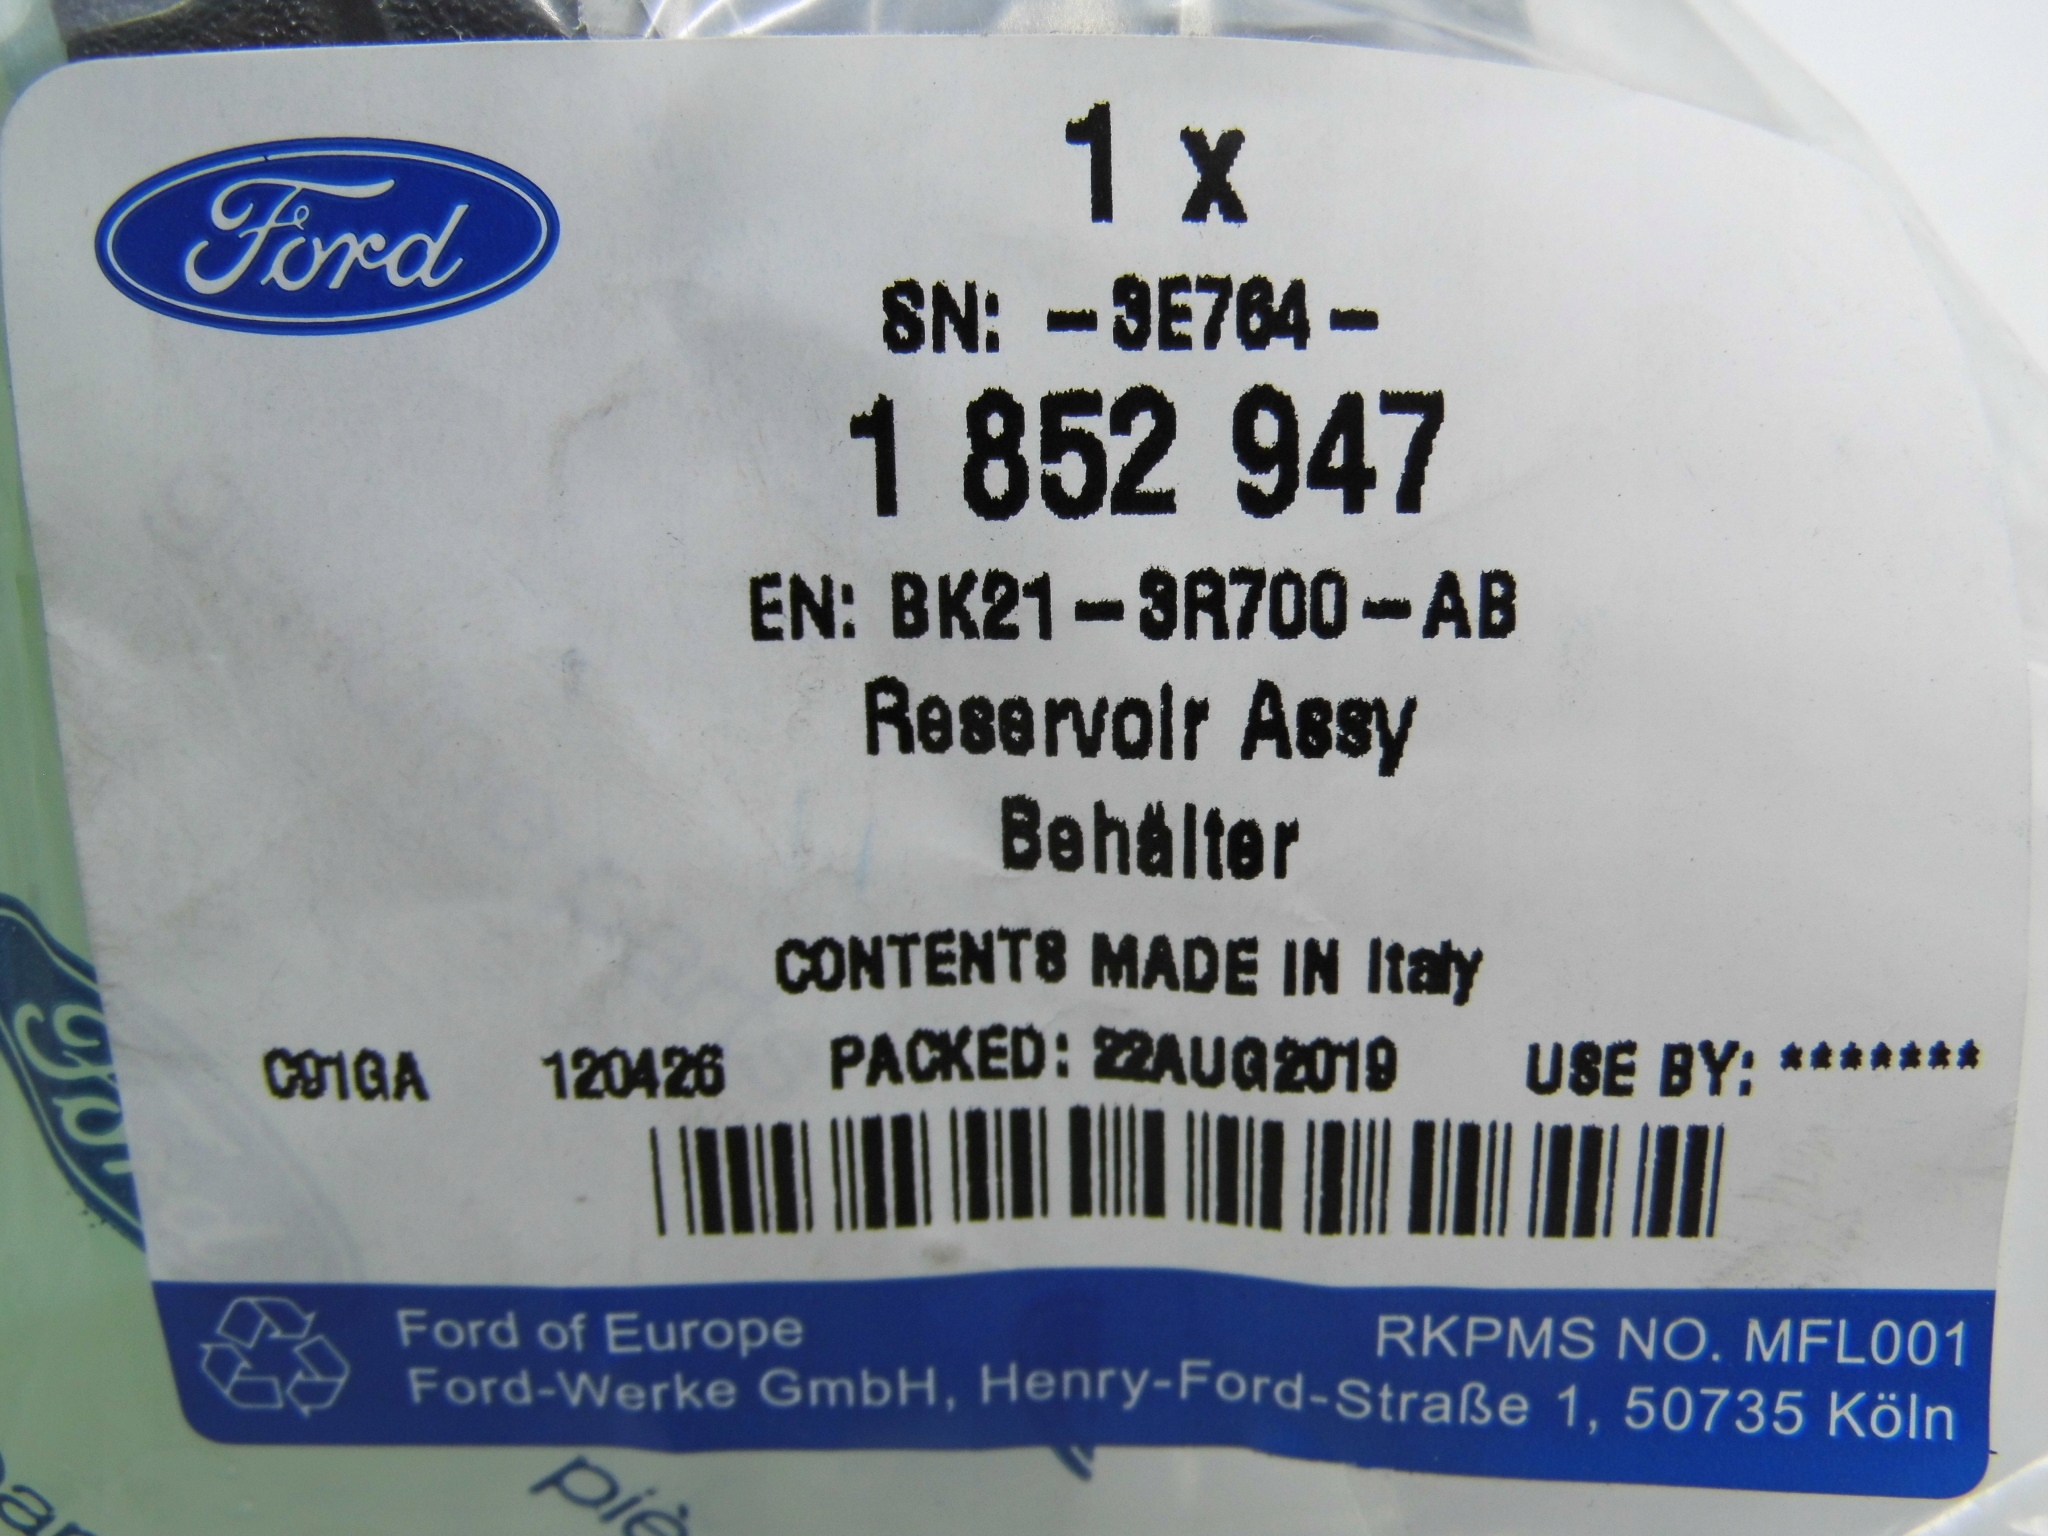 Ford
1 x
SN: -3E764-
1 852 947
EN: BK21-3R700-AB
Reservoir Assy
Behälter
CONTENTS MADE IN Italy
C91GA 120426 PACKED: 22AUG2019 USE BY: *******
Ford of Europe RKPMS NO. MFL001
Ford-Werke GmbH, Henry-Ford-Straße 1, 50735 Köln